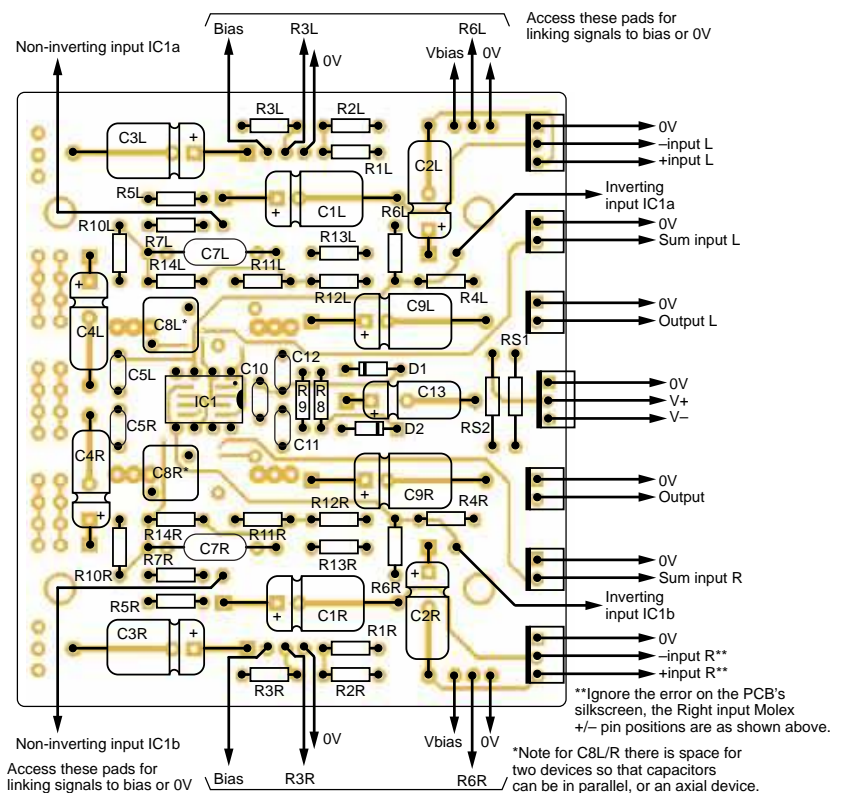 Access these pads for
linking signals to bias or 0V
Bias
R3L
0V
R6L
Vbias
0V
Non-inverting input IC1a
R3L
R2L
R1L
C3L
C2L
0V
–input L
+input L
R5L
C1L
R6L
Inverting
input IC1a
R10L
R7L
C7L
R13L
0V
Sum input L
R14L
R11L
R12L
R4L
C4L
C8L*
C9L
0V
Output L
RS1
C5L
C10
C12
D1
IC1
R9
R8
C13
0V
V+
V–
C5R
C11
D2
RS2
C4R
C8R*
C9R
0V
Output
R12R
R4R
R14R
R11R
C7R
R13R
R10R
R7R
R6R
0V
Sum input R
R5R
C1R
C2R
Inverting
input IC1b
C3R
R1R
R3R
R2R
0V
–input R**
+input R**
**Ignore the error on the PCB's
silkscreen, the Right input Molex
+/– pin positions are as shown above.
Non-inverting input IC1b
0V
Vbias
0V
Access these pads for
linking signals to bias or 0V
Bias
R3R
R6R
*Note for C8L/R there is space for
two devices so that capacitors
can be in parallel, or an axial device.